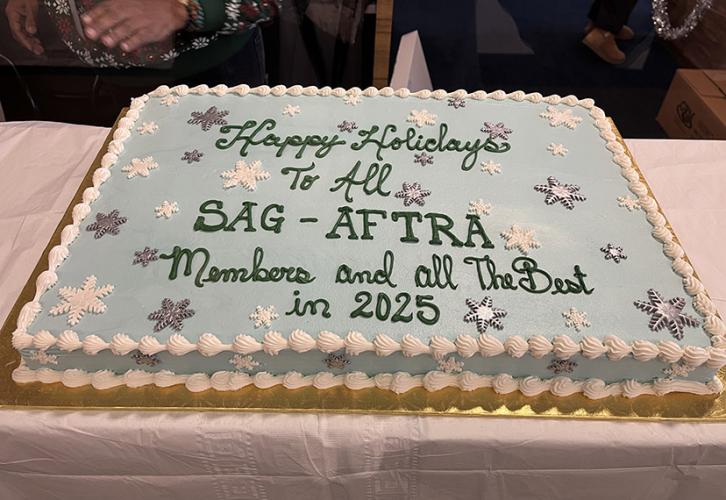 Happy Holidays
To All
SAG - AFTRA
Members and all The Best
in 2025